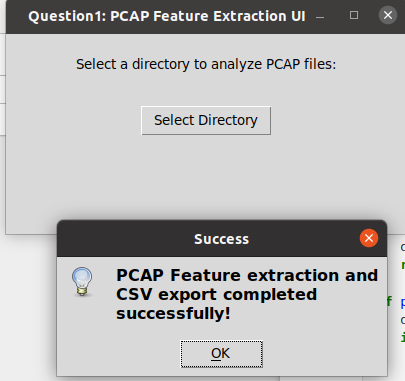 Question1: PCAP Feature Extraction UI
Select a directory to analyze PCAP files:
Select Directory
Success
PCAP Feature extraction and
CSV export completed
successfully!
OK